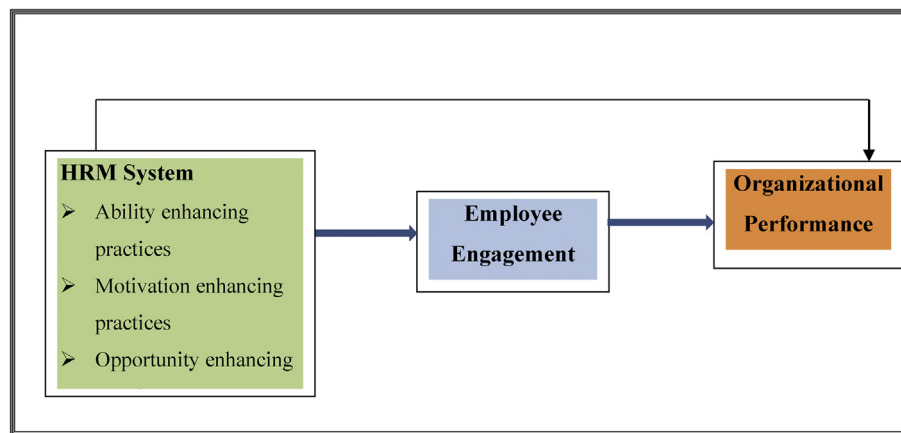 HRM System
➢ Ability enhancing
practices
➢ Motivation enhancing
practices
➢ Opportunity enhancing
Employee
Engagement
Organizational
Performance